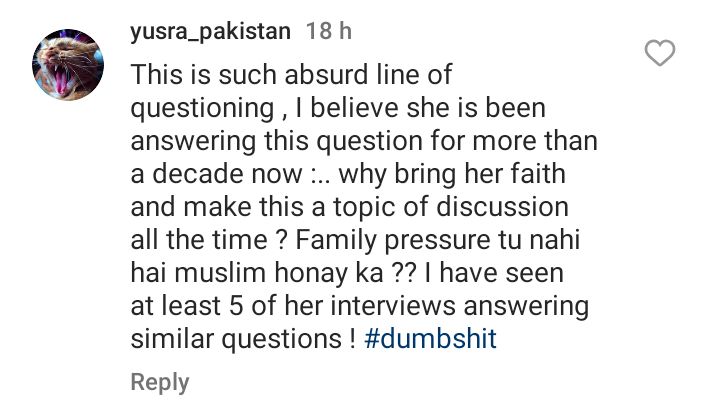 yusra_pakistan 18 h
This is such absurd line of
questioning , I believe she is been
answering this question for more than
a decade now :.. why bring her faith
and make this a topic of discussion
all the time ? Family pressure tu nahi
hai muslim honay ka ?? I have seen
at least 5 of her interviews answering
similar questions ! #dumbshit
Reply